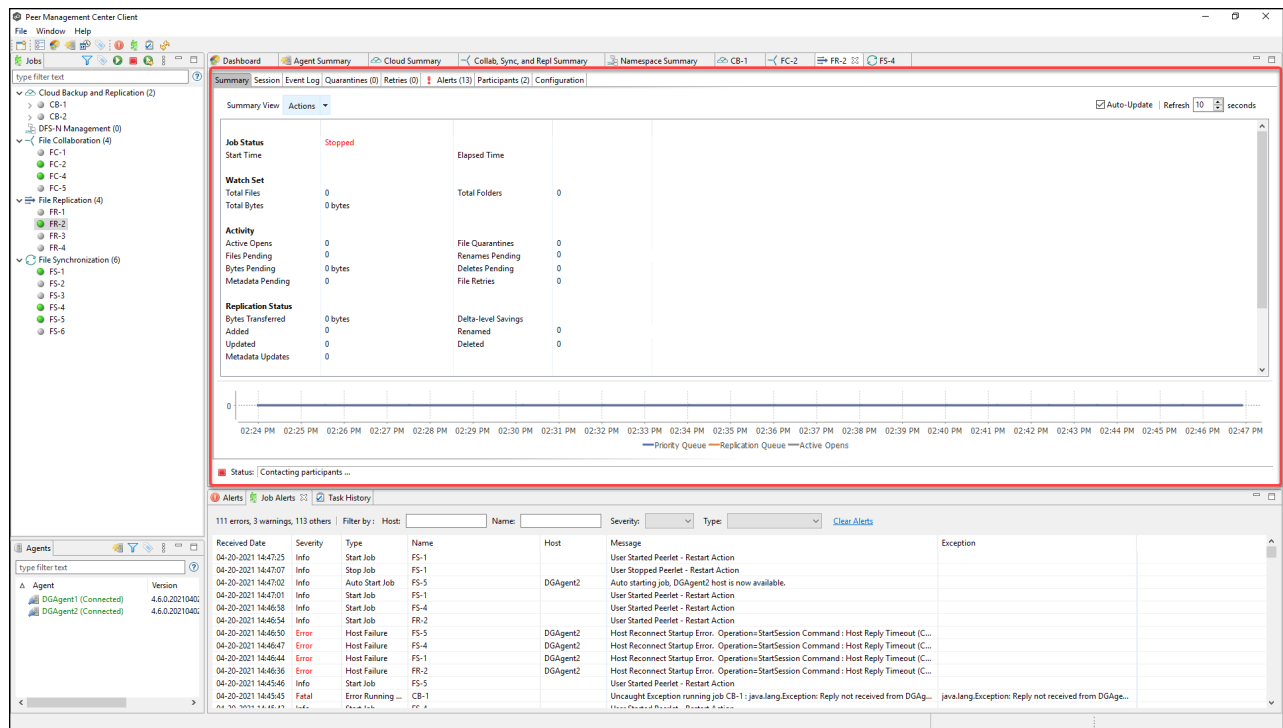 Peer Management Center Client
File Window Help
Jobs
type filter text
Cloud Backup and Replication (2)
CB-1
CB-2
DFS-N Management (0)
File Collaboration (4)
FC-1
FC-2
FC-4
FC-5
File Replication (4)
FR-1
FR-2
FR-3
FR-4
File Synchronization (6)
FS-1
FS-2
FS-3
FS-4
FS-5
FS-6
Agents
type filter text
Agent Version
DGAgent1 (Connected) 4.6.0.2021040
DGAgent2 (Connected) 4.6.0.2021040
Dashboard Agent Summary Cloud Summary Collab, Sync, and Repl Summary Namespace Summary CB-1 FC-2 FR-2 FS-4
Summary Session Event Log Quarantines (0) Retries (0) Alerts (13) Participants (2) Configuration
Summary View Actions Auto-Update Refresh 10 seconds
Job Status Stopped
Start Time Elapsed Time
Watch Set
Total Files 0 Total Folders 0
Total Bytes 0 bytes
Activity
Active Opens 0 File Quarantines 0
Files Pending 0 Renames Pending 0
Bytes Pending 0 bytes Deletes Pending 0
Metadata Pending 0 File Retries 0
Replication Status
Bytes Transferred 0 bytes Delta-level Savings
Added 0 Renamed 0
Updated 0 Deleted 0
Metadata Updates 0
0
02:24 PM 02:25 PM 02:26 PM 02:27 PM 02:28 PM 02:29 PM 02:30 PM 02:31 PM 02:32 PM 02:33 PM 02:34 PM 02:35 PM 02:36 PM 02:37 PM 02:38 PM 02:39 PM 02:40 PM 02:41 PM 02:42 PM 02:43 PM 02:44 PM 02:45 PM 02:46 PM 02:47 PM
Priority Queue Replication Queue Active Opens
Status: Contacting participants ...
Alerts Job Alerts Task History
111 errors, 3 warnings, 113 others Filter by : Host: Name: Severity: Type: Clear Alerts
Received Date Severity Type Name Host Message Exception
04-20-2021 14:47:25 Info Start Job FS-1 User Started Peerlet - Restart Action
04-20-2021 14:47:07 Info Stop Job FS-1 User Stopped Peerlet - Restart Action
04-20-2021 14:47:02 Info Auto Start Job FS-5 DGAgent2 Auto starting job, DGAgent2 host is now available.
04-20-2021 14:47:01 Info Start Job FS-1 User Started Peerlet - Restart Action
04-20-2021 14:46:58 Info Start Job FS-4 User Started Peerlet - Restart Action
04-20-2021 14:46:54 Info Start Job FR-2 User Started Peerlet - Restart Action
04-20-2021 14:46:50 Error Host Failure FS-5 DGAgent2 Host Reconnect Startup Error. Operation=StartSession Command : Host Reply Timeout (C...
04-20-2021 14:46:47 Error Host Failure FS-4 DGAgent2 Host Reconnect Startup Error. Operation=StartSession Command : Host Reply Timeout (C...
04-20-2021 14:46:44 Error Host Failure FS-1 DGAgent2 Host Reconnect Startup Error. Operation=StartSession Command : Host Reply Timeout (C...
04-20-2021 14:46:36 Error Host Failure FR-2 DGAgent2 Host Reconnect Startup Error. Operation=StartSession Command : Host Reply Timeout (C...
04-20-2021 14:45:46 Info Start Job FS-5 User Started Peerlet - Restart Action
04-20-2021 14:45:45 Fatal Error Running ... CB-1 Uncaught Exception running job CB-1 : java.lang.Exception: Reply not received from DGAg... java.lang.Exception: Reply not received from DGAge...